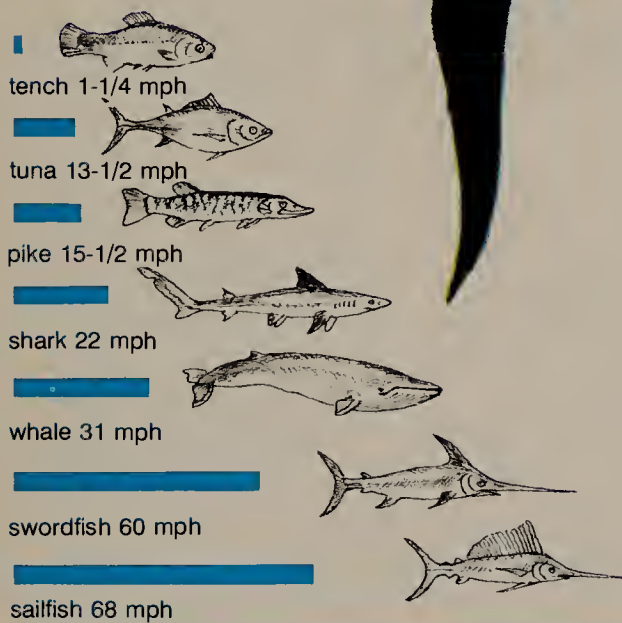 tench 1-1/4 mph
tuna 13-1/2 mph
pike 15-1/2 mph
shark 22 mph
whale 31 mph
swordfish 60 mph
sailfish 68 mph